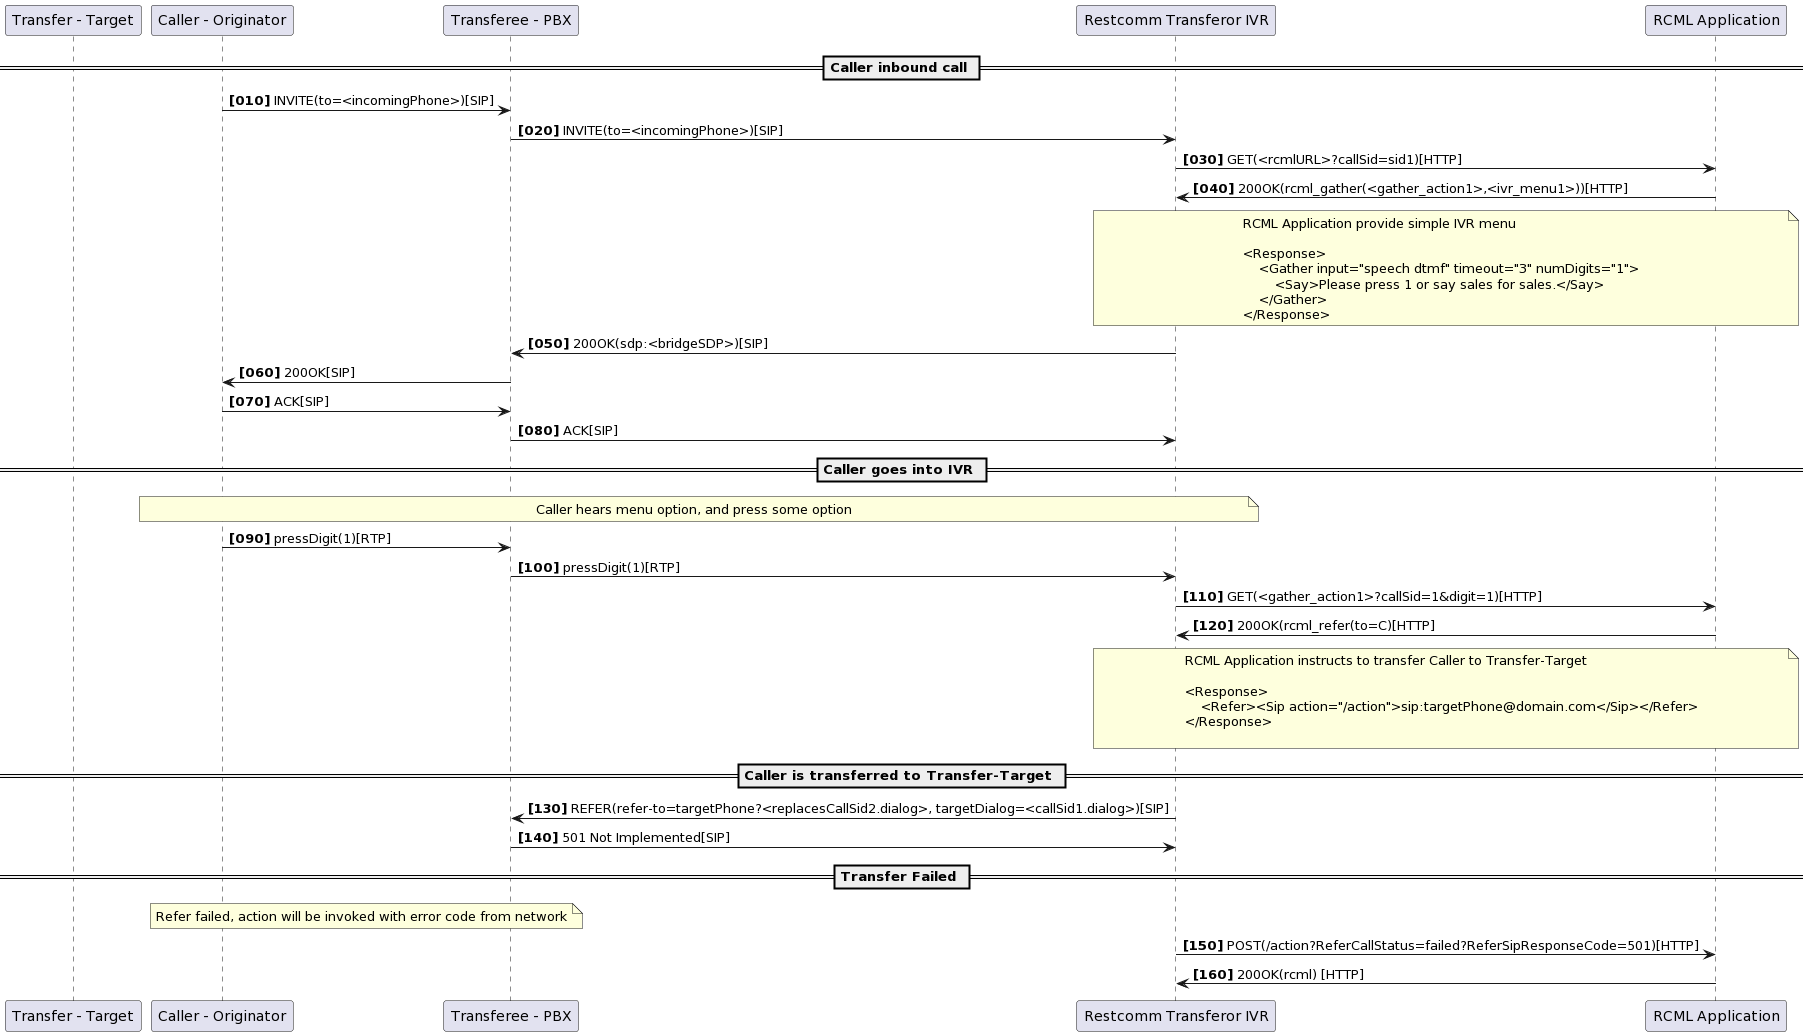 Transfer - Target
Caller - Originator
Transferee - PBX
Restcomm Transferor IVR
RCML Application
Caller inbound call
[010] INVITE(to=<incomingPhone>)[SIP]
[020] INVITE(to=<incomingPhone>)[SIP]
[030] GET(<rcmlURL>?callSid=sid1)[HTTP]
[040] 200OK(rcml_gather(<gather_action1>,<ivr_menu1>))[HTTP]
RCML Application provide simple IVR menu
<Response>
<Gather input="speech dtmf" timeout="3" numDigits="1">
<Say>Please press 1 or say sales for sales.</Say>
</Gather>
</Response>
[050] 200OK(sdp:<bridgeSDP>)[SIP]
[060] 200OK[SIP]
[070] ACK[SIP]
[080] ACK[SIP]
Caller goes into IVR
Caller hears menu option, and press some option
[090] pressDigit(1)[RTP]
[100] pressDigit(1)[RTP]
[110] GET(<gather_action1>?callSid=1&digit=1)[HTTP]
[120] 200OK(rcml_refer(to=C)[HTTP]
RCML Application instructs to transfer Caller to Transfer-Target
<Response>
<Refer><Sip action="/action">sip:targetPhone@domain.com</Sip></Refer>
</Response>
Caller is transferred to Transfer-Target
[130] REFER(refer-to=targetPhone?<replacesCallSid2.dialog>, targetDialog=<callSid1.dialog>)[SIP]
[140] 501 Not Implemented[SIP]
Transfer Failed
Refer failed, action will be invoked with error code from network
[150] POST(/action?ReferCallStatus=failed?ReferSipResponseCode=501)[HTTP]
[160] 200OK(rcml) [HTTP]
Transfer - Target
Caller - Originator
Transferee - PBX
Restcomm Transferor IVR
RCML Application